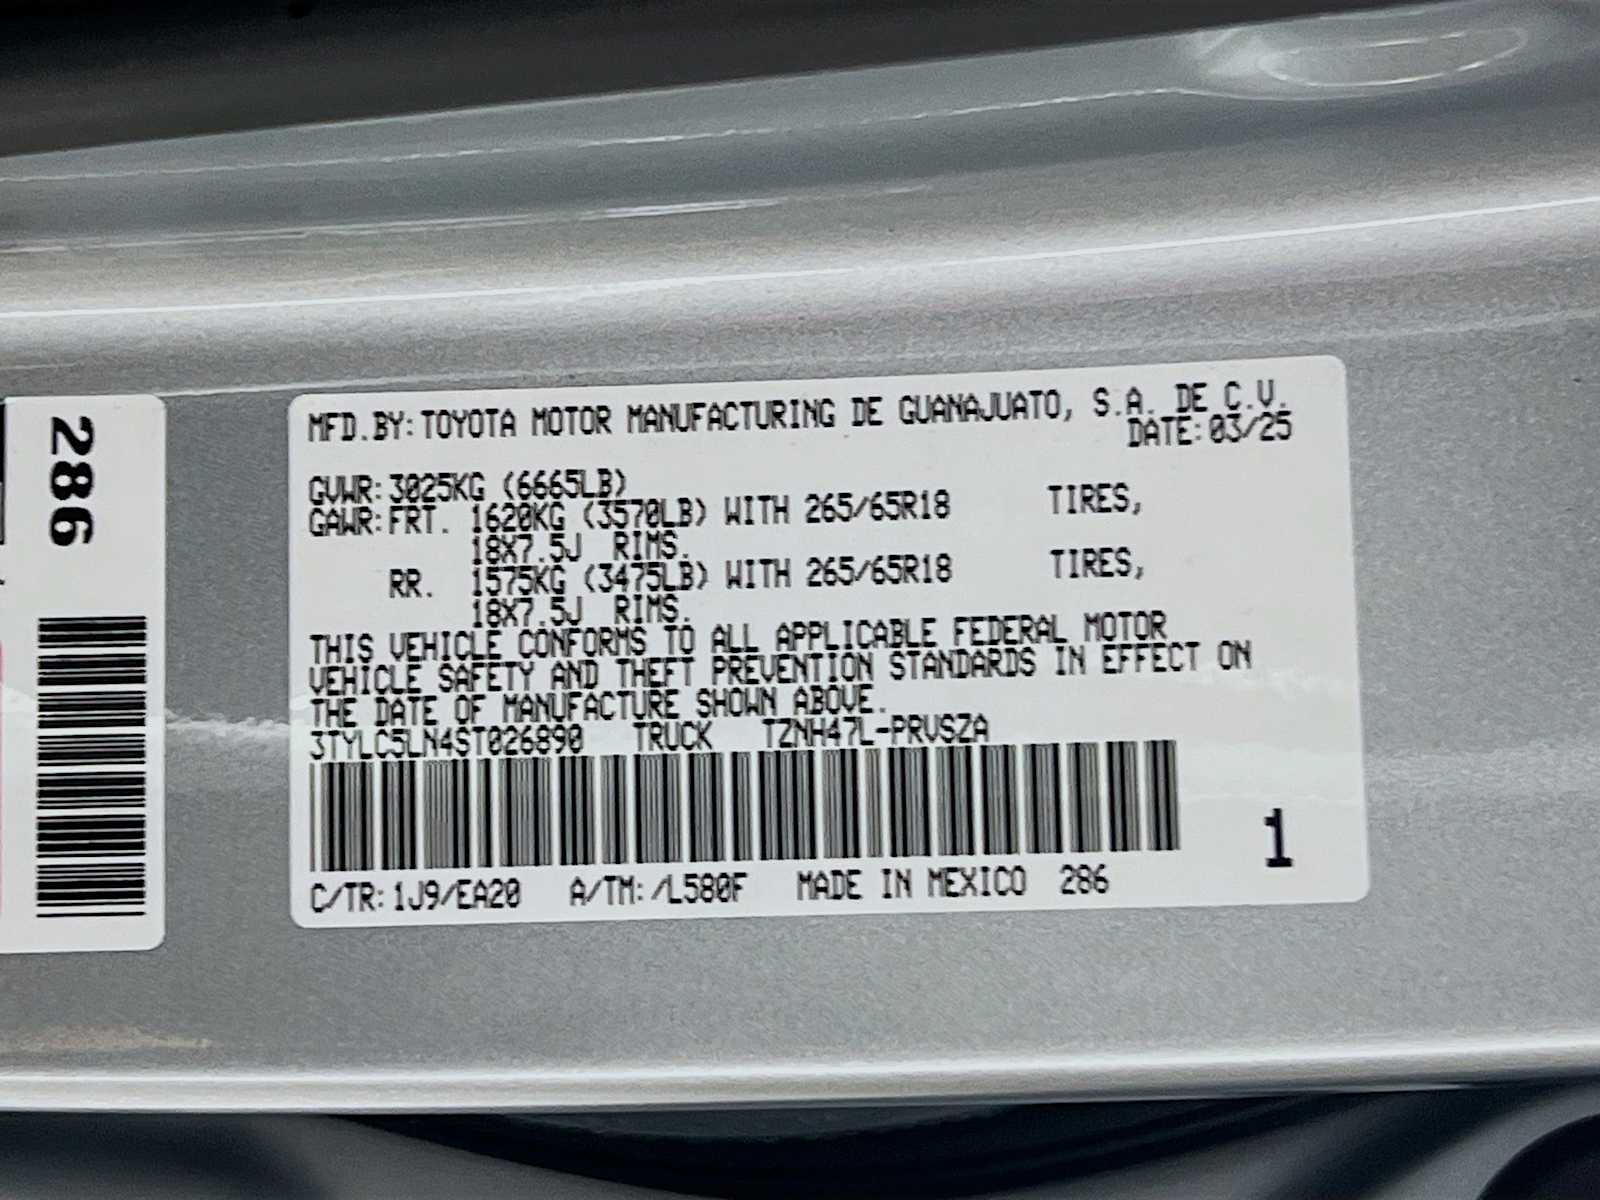 286
MFD.BY:TOYOTA MOTOR MANUFACTURING DE GUANAJUATO, S.A. DE C.V.
DATE:03/25
GVWR:3025KG (6665LB)
GAWR:FRT. 1620KG (3570LB) WITH 265/65R18 TIRES,
18X7.5J RIMS.
RR. 1575KG (3475LB) WITH 265/65R18 TIRES,
18X7.5J RIMS.
THIS VEHICLE CONFORMS TO ALL APPLICABLE FEDERAL MOTOR
VEHICLE SAFETY AND THEFT PREVENTION STANDARDS IN EFFECT ON
THE DATE OF MANUFACTURE SHOWN ABOVE.
3TYLC5LN4ST026890 TRUCK TZNH47L-PRVSZA
1
C/TR:1J9/EA20 A/TM:/L580F MADE IN MEXICO 286